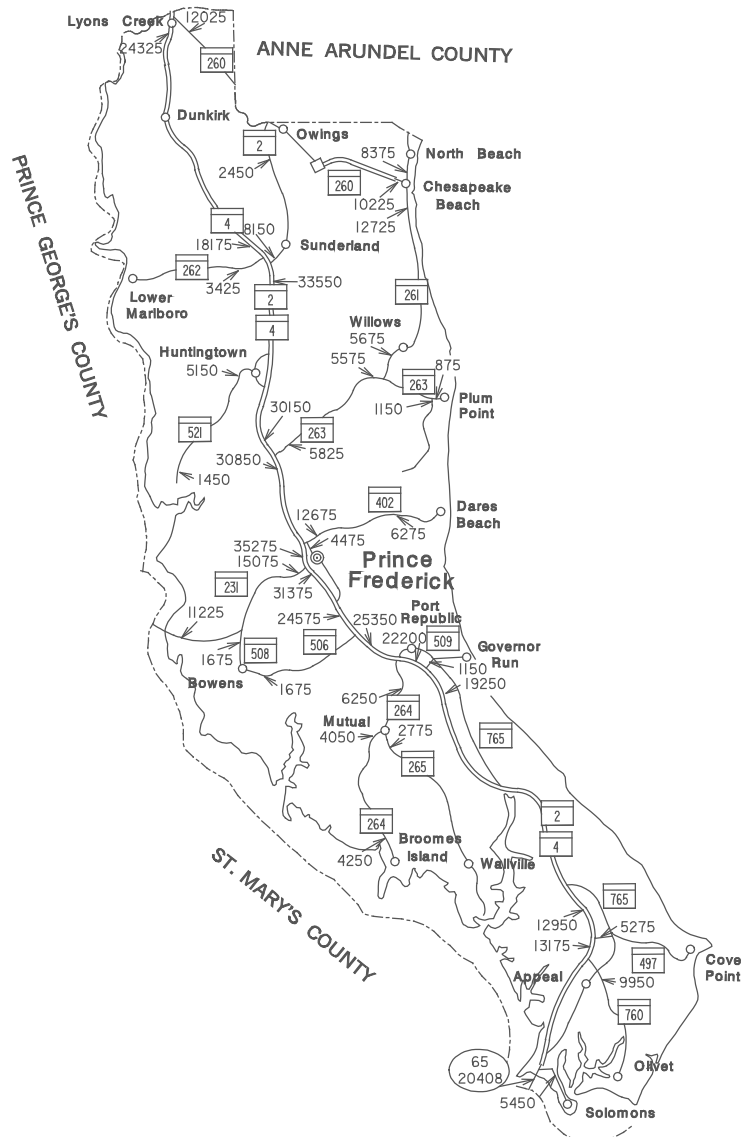 Lyons Creek
12025
24325
260
ANNE ARUNDEL COUNTY
Dunkirk
2
Owings
2450
8375
North Beach
260
Chesapeake
Beach
10225
12725
PRINCE GEORGE'S COUNTY
4
8150
18175
Sunderland
262
3425
33550
Lower
Marlboro
2
4
261
Willows
5675
Huntingtown
5150
5575
875
263
1150
Plum
Point
30150
263
521
5825
30850
1450
402
Dares
Beach
12675
4475
6275
35275
15075
Prince
Frederick
231
31375
11225
24575
25350
Port
Republic
22200
509
Governor
Run
506
508
1675
1150
Bowens
1675
19250
6250
264
Mutual
4050
2775
765
265
264
2
4
Broomes
Island
4250
Wallville
ST. MARY'S COUNTY
765
12950
5275
13175
497
Cove
Point
Appeal
9950
760
65
20408
Olivet
5450
Solomons